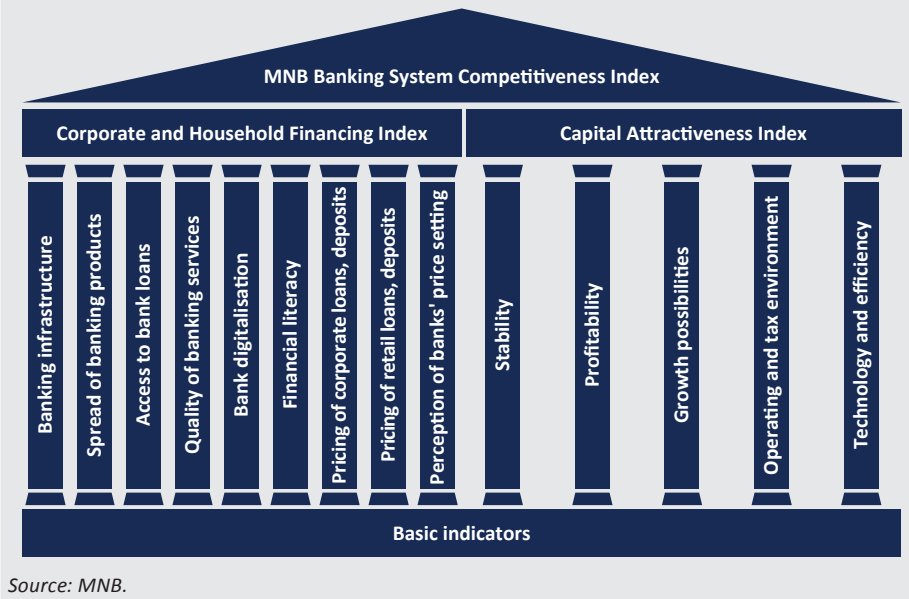 MNB Banking System Competitiveness Index
Corporate and Household Financing Index
Capital Attractiveness Index
Banking infrastructure
Spread of banking products
Access to bank loans
Quality of banking services
Bank digitalisation
Financial literacy
Pricing of corporate loans, deposits
Pricing of retail loans, deposits
Perception of banks' price setting
Stability
Profitability
Growth possibilities
Operating and tax environment
Technology and efficiency
Basic indicators
Source: MNB.